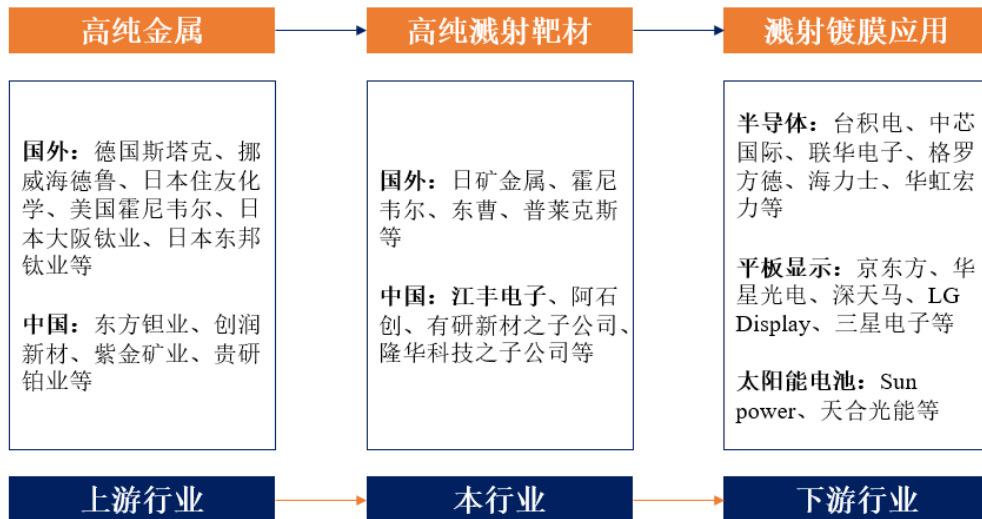 高纯金属
高纯溅射靶材
溅射镀膜应用
国外：德国斯塔克、挪
威海德鲁、日本住友化
学、美国霍尼韦尔、日
本大阪钛业、日本东邦
钛业等
中国：东方钽业、创润
新材、紫金矿业、贵研
铂业等
国外：日矿金属、霍尼
韦尔、东曹、普莱克斯
等
中国：江丰电子、阿石
创、有研新材之子公司、
隆华科技之子公司等
半导体：台积电、中芯
国际、联华电子、格罗
方德、海力士、华虹宏
力等
平板显示：京东方、华
星光电、深天马、LG
Display、三星电子等
太阳能电池：Sun
power、天合光能等
上游行业
本行业
下游行业